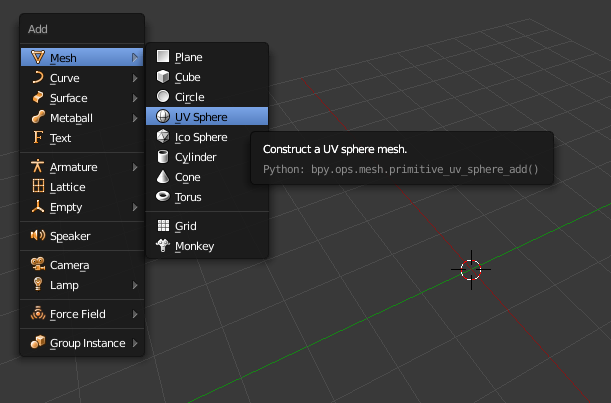 Add
Mesh
Curve
Surface
Metaball
Text
Armature
Lattice
Empty
Speaker
Camera
Lamp
Force Field
Group Instance
Plane
Cube
Circle
UV Sphere
Ico Sphere
Cylinder
Cone
Torus
Grid
Monkey
Construct a UV sphere mesh.
Python: bpy.ops.mesh.primitive_uv_sphere_add()